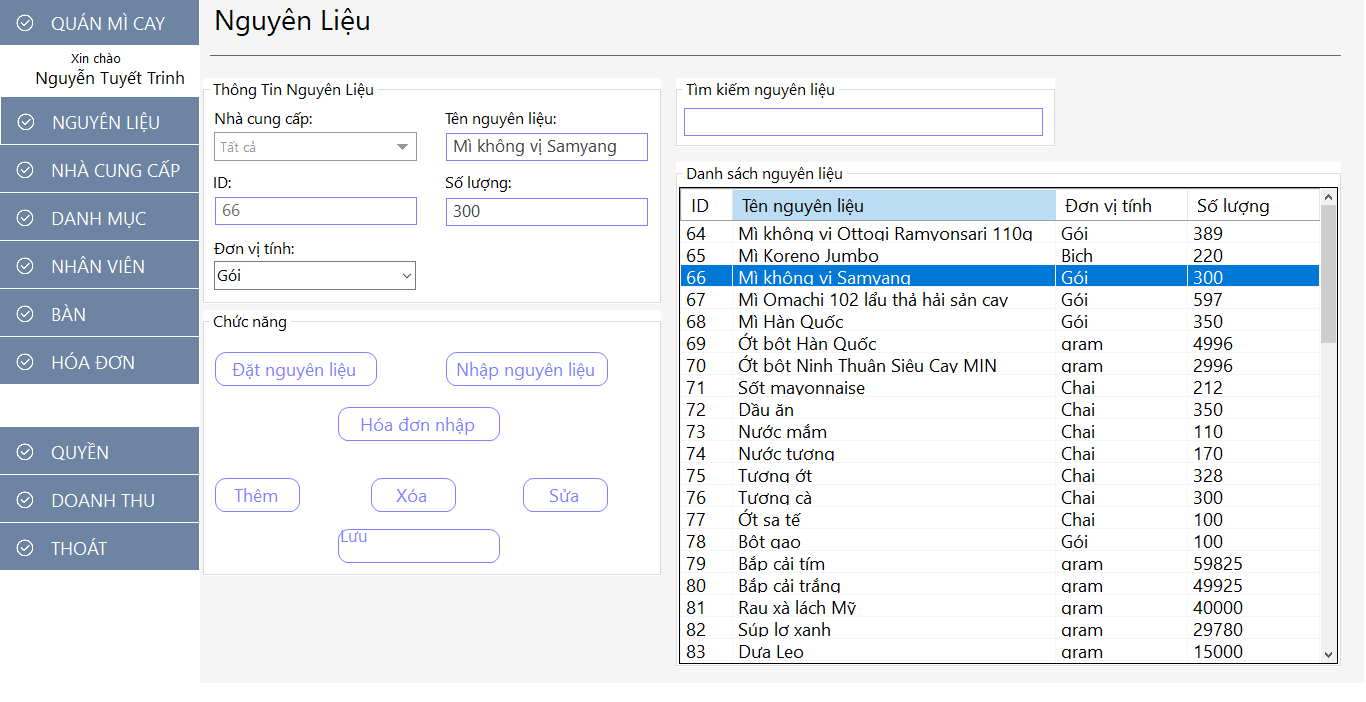 QUÁN MÌ CAY
Xin chào
Nguyễn Tuyết Trinh
NGUYÊN LIỆU
NHÀ CUNG CẤP
DANH MỤC
NHÂN VIÊN
BÀN
HÓA ĐƠN
QUYỀN
DOANH THU
THOÁT
Nguyên Liệu
Thông Tin Nguyên Liệu
Nhà cung cấp: Tên nguyên liệu:
Tất cả Mì không vị Samyang
ID: Số lượng:
66 300
Đơn vị tính:
Gói
Chức năng
Đặt nguyên liệu Nhập nguyên liệu
Hóa đơn nhập
Thêm Xóa Sửa
Lưu
Tìm kiếm nguyên liệu
Danh sách nguyên liệu
ID Tên nguyên liệu Đơn vị tính Số lượng
64 Mì không vị Ottogi Ramyonsari 110g Gói 389
65 Mì Koreno Jumbo Bịch 220
66 Mì không vị Samyang Gói 300
67 Mì Omachi 102 lẩu thả hải sản cay Gói 597
68 Mì Hàn Quốc Gói 350
69 Ớt bột Hàn Quốc gram 4996
70 Ớt bột Ninh Thuận Siêu Cay MIN gram 2996
71 Sốt mayonnaise Chai 212
72 Dầu ăn Chai 350
73 Nước mắm Chai 110
74 Nước tương Chai 170
75 Tương ớt Chai 328
76 Tương cà Chai 300
77 Ớt sa tế Chai 100
78 Bột gạo Gói 100
79 Bắp cải tím gram 59825
80 Bắp cải trắng gram 49925
81 Rau xà lách Mỹ gram 40000
82 Súp lơ xanh gram 29780
83 Dưa Leo gram 15000